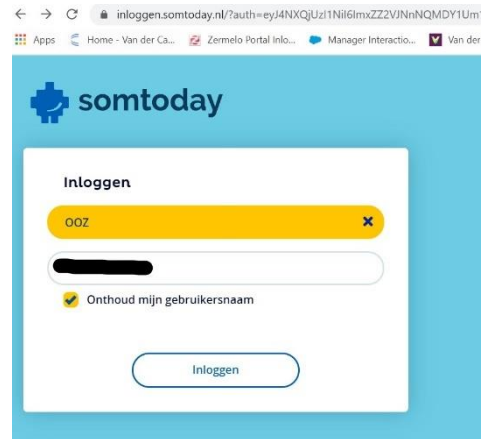 inloggen.somtoday.nl/?auth=eyJ4NXQjUzI1NiI6ImxZZ2VJNnNQMDY1Um
Apps Home - Van der Ca... Zermelo Portal Inlo... Manager Interactio... Van der
somtoday
Inloggen
OOZ
Onthoud mijn gebruikersnaam
Inloggen